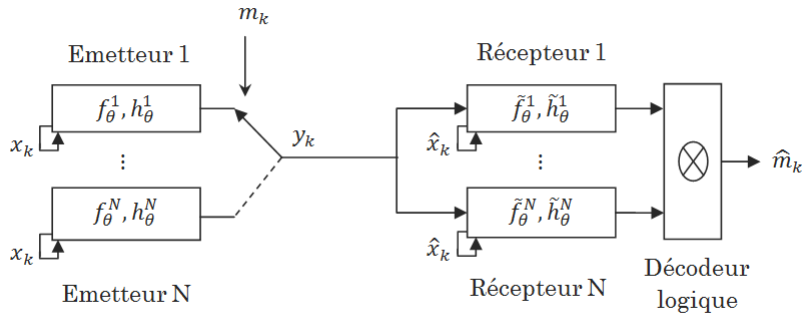 m_k
Emetteur 1
Récepteur 1
f_θ^1, h_θ^1
f̃_θ^1, h̃_θ^1
x_k
y_k
x̂_k
⋮
⋮
m̂_k
f_θ^N, h_θ^N
f̃_θ^N, h̃_θ^N
x_k
x̂_k
Emetteur N
Récepteur N
Décodeur
logique